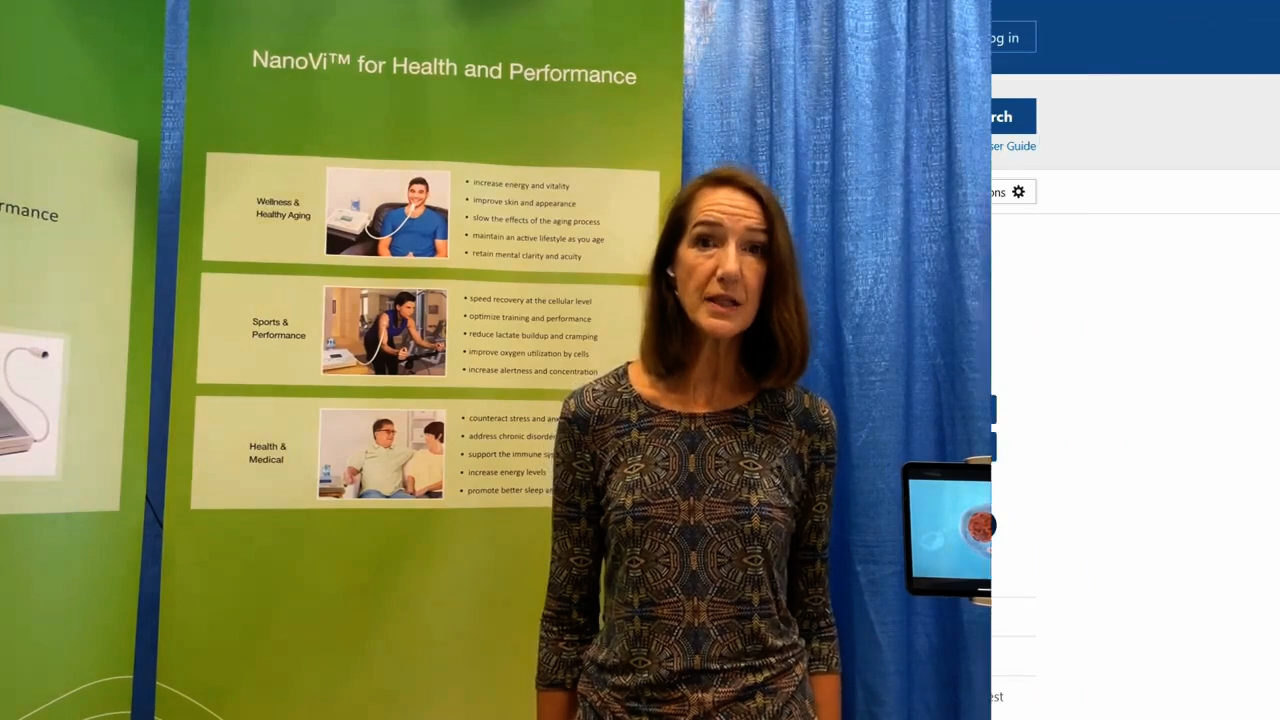 NanoVi™ for Health and Performance
rmance
Wellness &
Healthy Aging
• increase energy and vitality
• improve skin and appearance
• slow the effects of the aging process
• maintain an active lifestyle as you age
• retain mental clarity and acuity
Sports &
Performance
• speed recovery at the cellular level
• optimize training and performance
• reduce lactate buildup and cramping
• improve oxygen utilization by cells
• increase alertness and concentration
Health &
Medical
• counteract stress and
• address chronic
• support the immune
• increase energy levels
• promote better sleep
og in
rch
ser Guide
ons
est